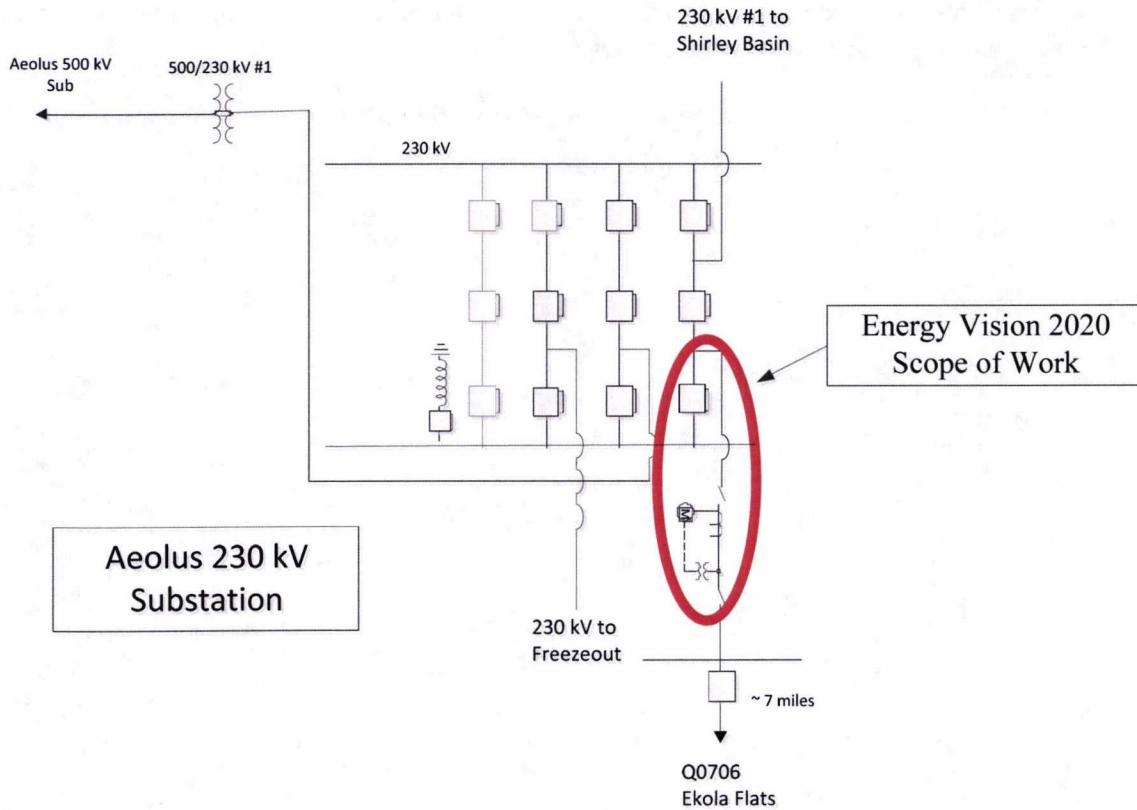 230 kV #1 to
Shirley Basin
Aeolus 500 kV
Sub
500/230 kV #1
230 kV
Energy Vision 2020
Scope of Work
M
Aeolus 230 kV
Substation
230 kV to
Freezeout
~ 7 miles
Q0706
Ekola Flats